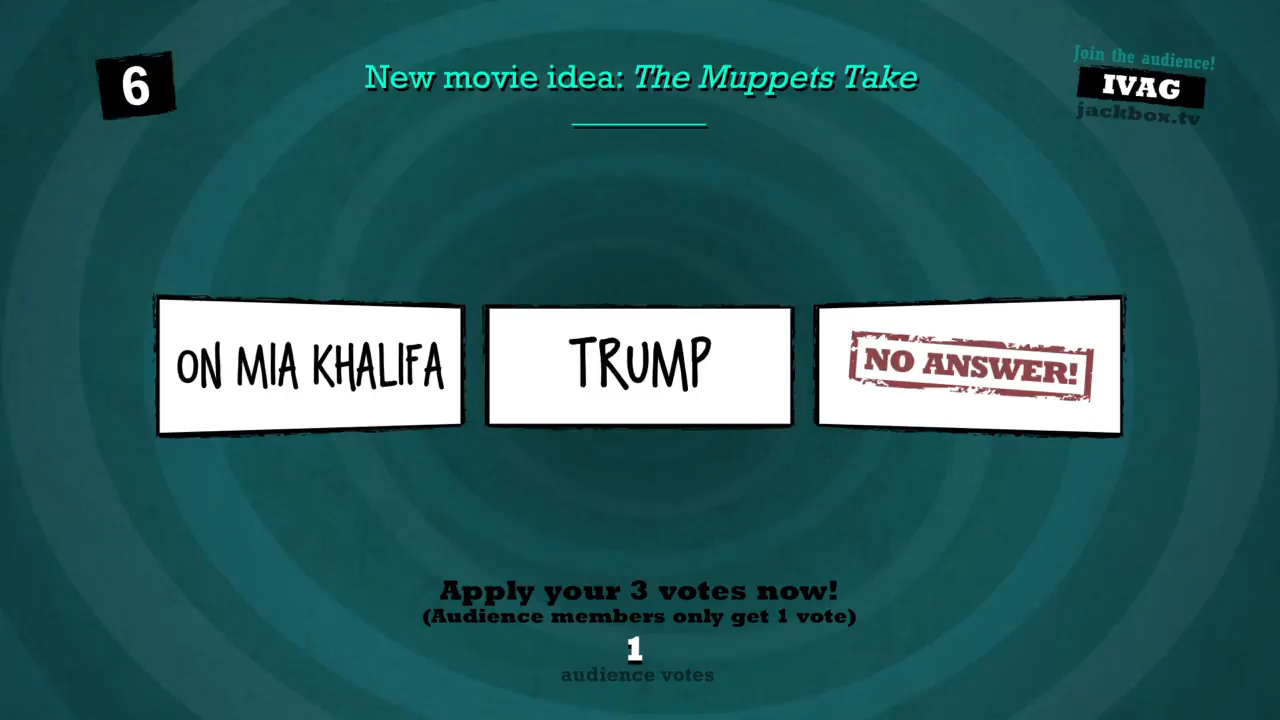 6
New movie idea: The Muppets Take
__________
Join the audience!
IVAG
jackbox.tv
ON MIA KHALIFA
TRUMP
NO ANSWER!
Apply your 3 votes now!
(Audience members only get 1 vote)
1
audience votes